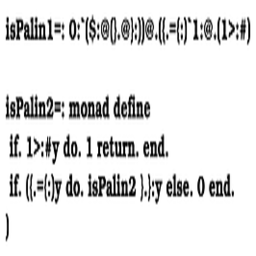 isPalin1=: 0:`($:@(}.@}:))@.({.={:)`1:@.(1>:#)
isPalin2=: monad define
if. 1>:#y do. 1 return. end.
if. ({.={:)y do. isPalin2 }.}:y else. 0 end.
)